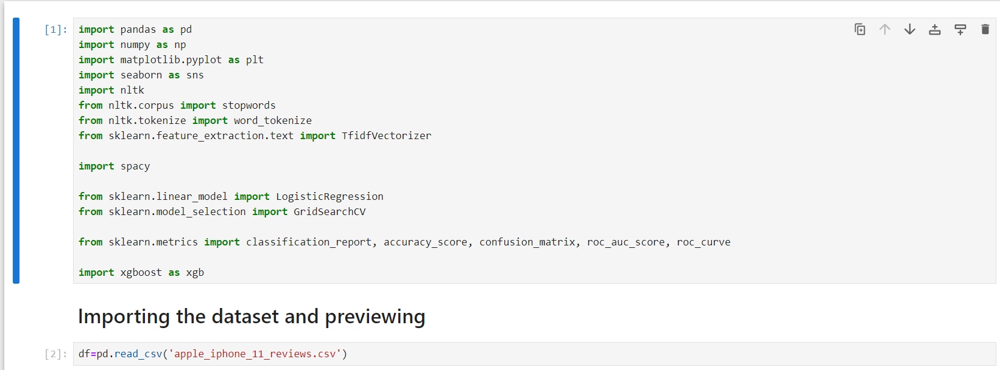 [1]:
import pandas as pd
import numpy as np
import matplotlib.pyplot as plt
import seaborn as sns
import nltk
from nltk.corpus import stopwords
from nltk.tokenize import word_tokenize
from sklearn.feature_extraction.text import TfidfVectorizer
import spacy
from sklearn.linear_model import LogisticRegression
from sklearn.model_selection import GridSearchCV
from sklearn.metrics import classification_report, accuracy_score, confusion_matrix, roc_auc_score, roc_curve
import xgboost as xgb
Importing the dataset and previewing
[2]:
df=pd.read_csv('apple_iphone_11_reviews.csv')